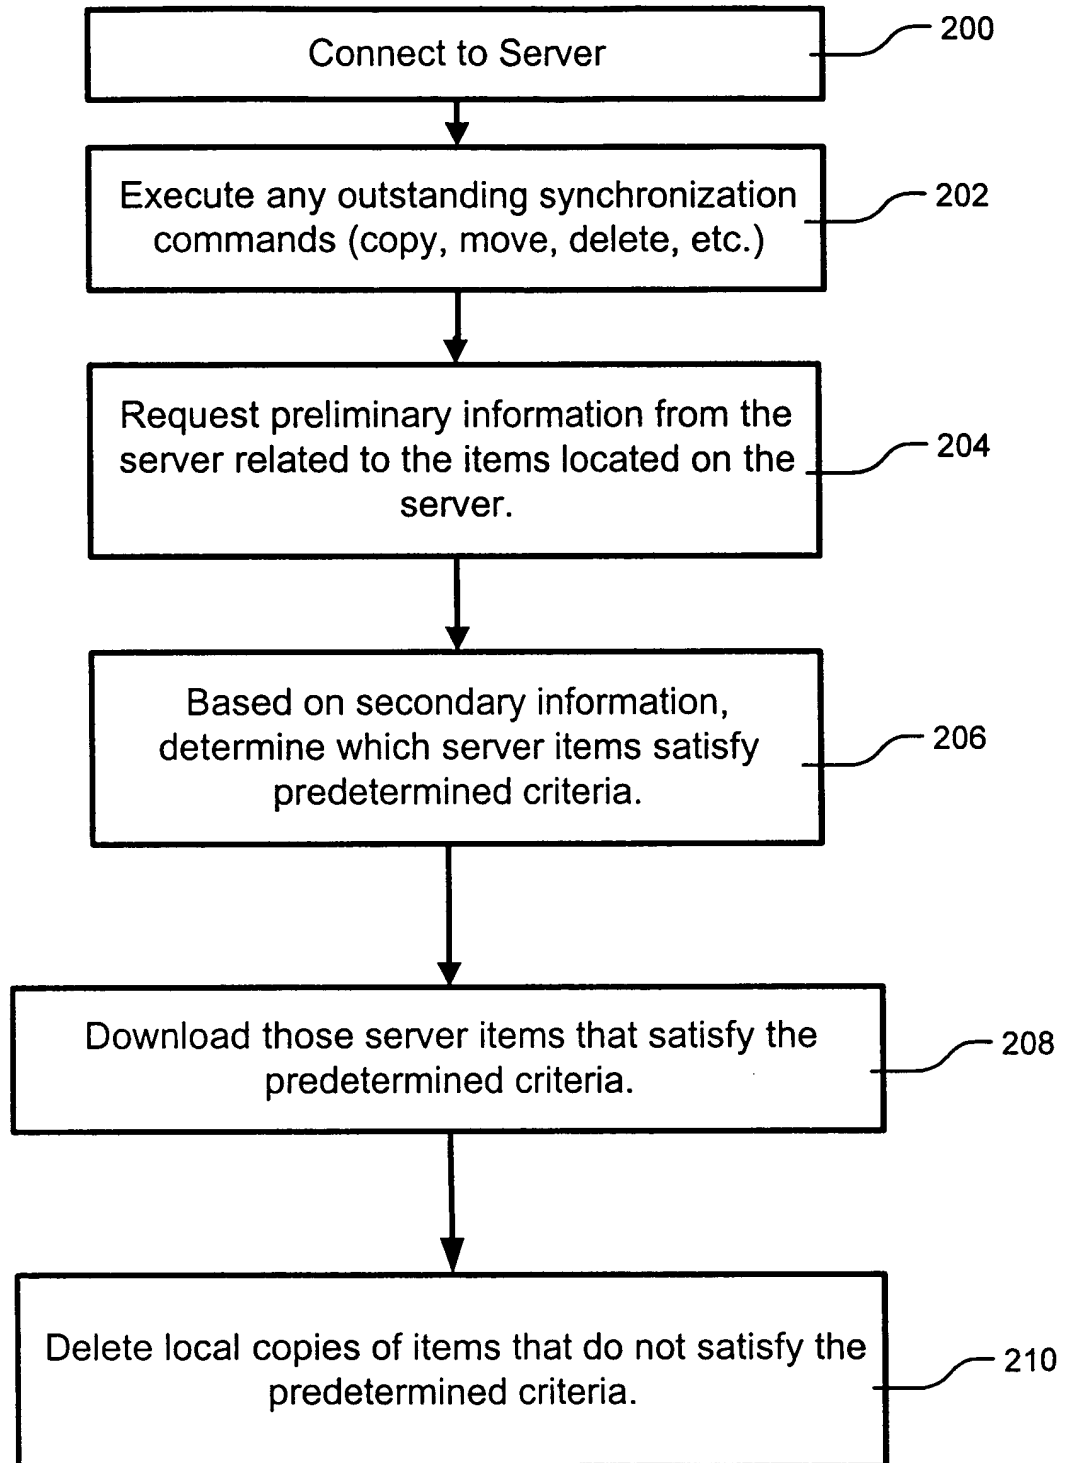 Connect to Server
200
Execute any outstanding synchronization
commands (copy, move, delete, etc.)
202
Request preliminary information from the
server related to the items located on the
server.
204
Based on secondary information,
determine which server items satisfy
predetermined criteria.
206
Download those server items that satisfy the
predetermined criteria.
208
Delete local copies of items that do not satisfy the
predetermined criteria.
210